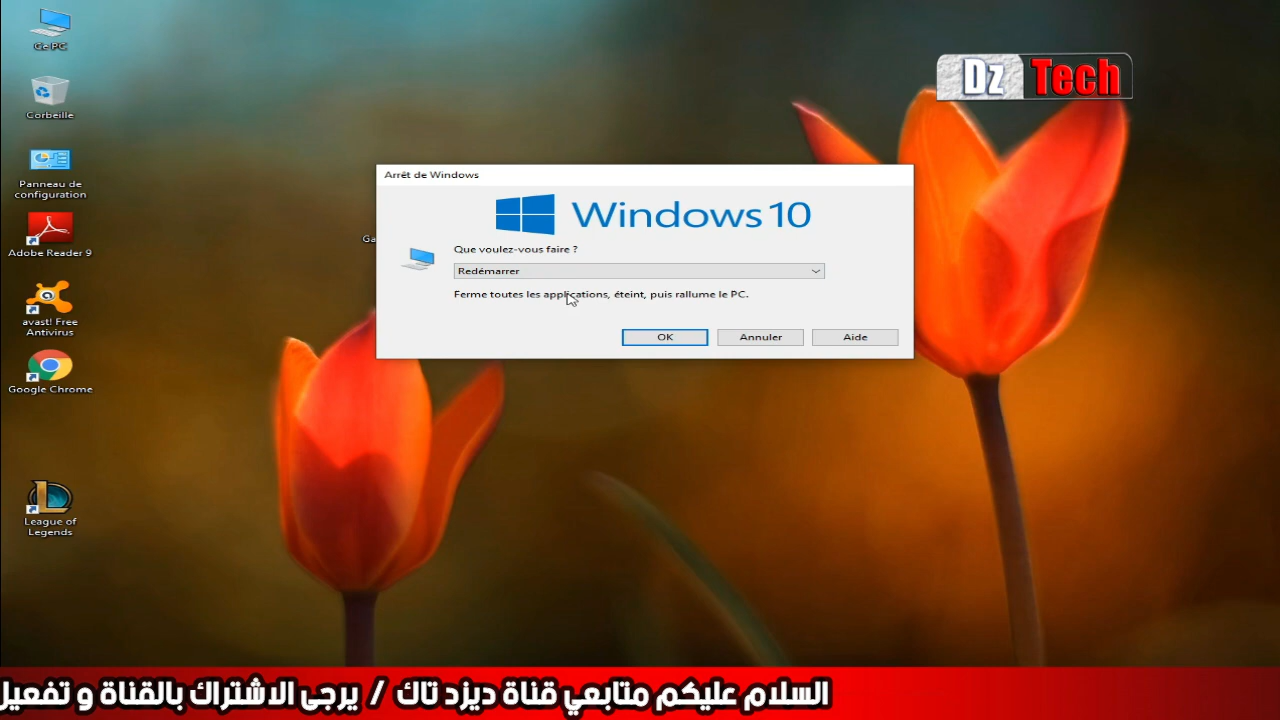 Ce PC
Corbeille
Panneau de
configuration
Adobe Reader 9
avast! Free
Antivirus
Google Chrome
League of
Legends
Dz Tech
Arrêt de Windows
Windows 10
Ga
Que voulez-vous faire ?
Redémarrer
Ferme toutes les applications, éteint, puis rallume le PC.
OK
Annuler
Aide
السلام عليكم متابعي قناة ديزد تاك / يرجى الاشتراك بالقناة و تفعيل